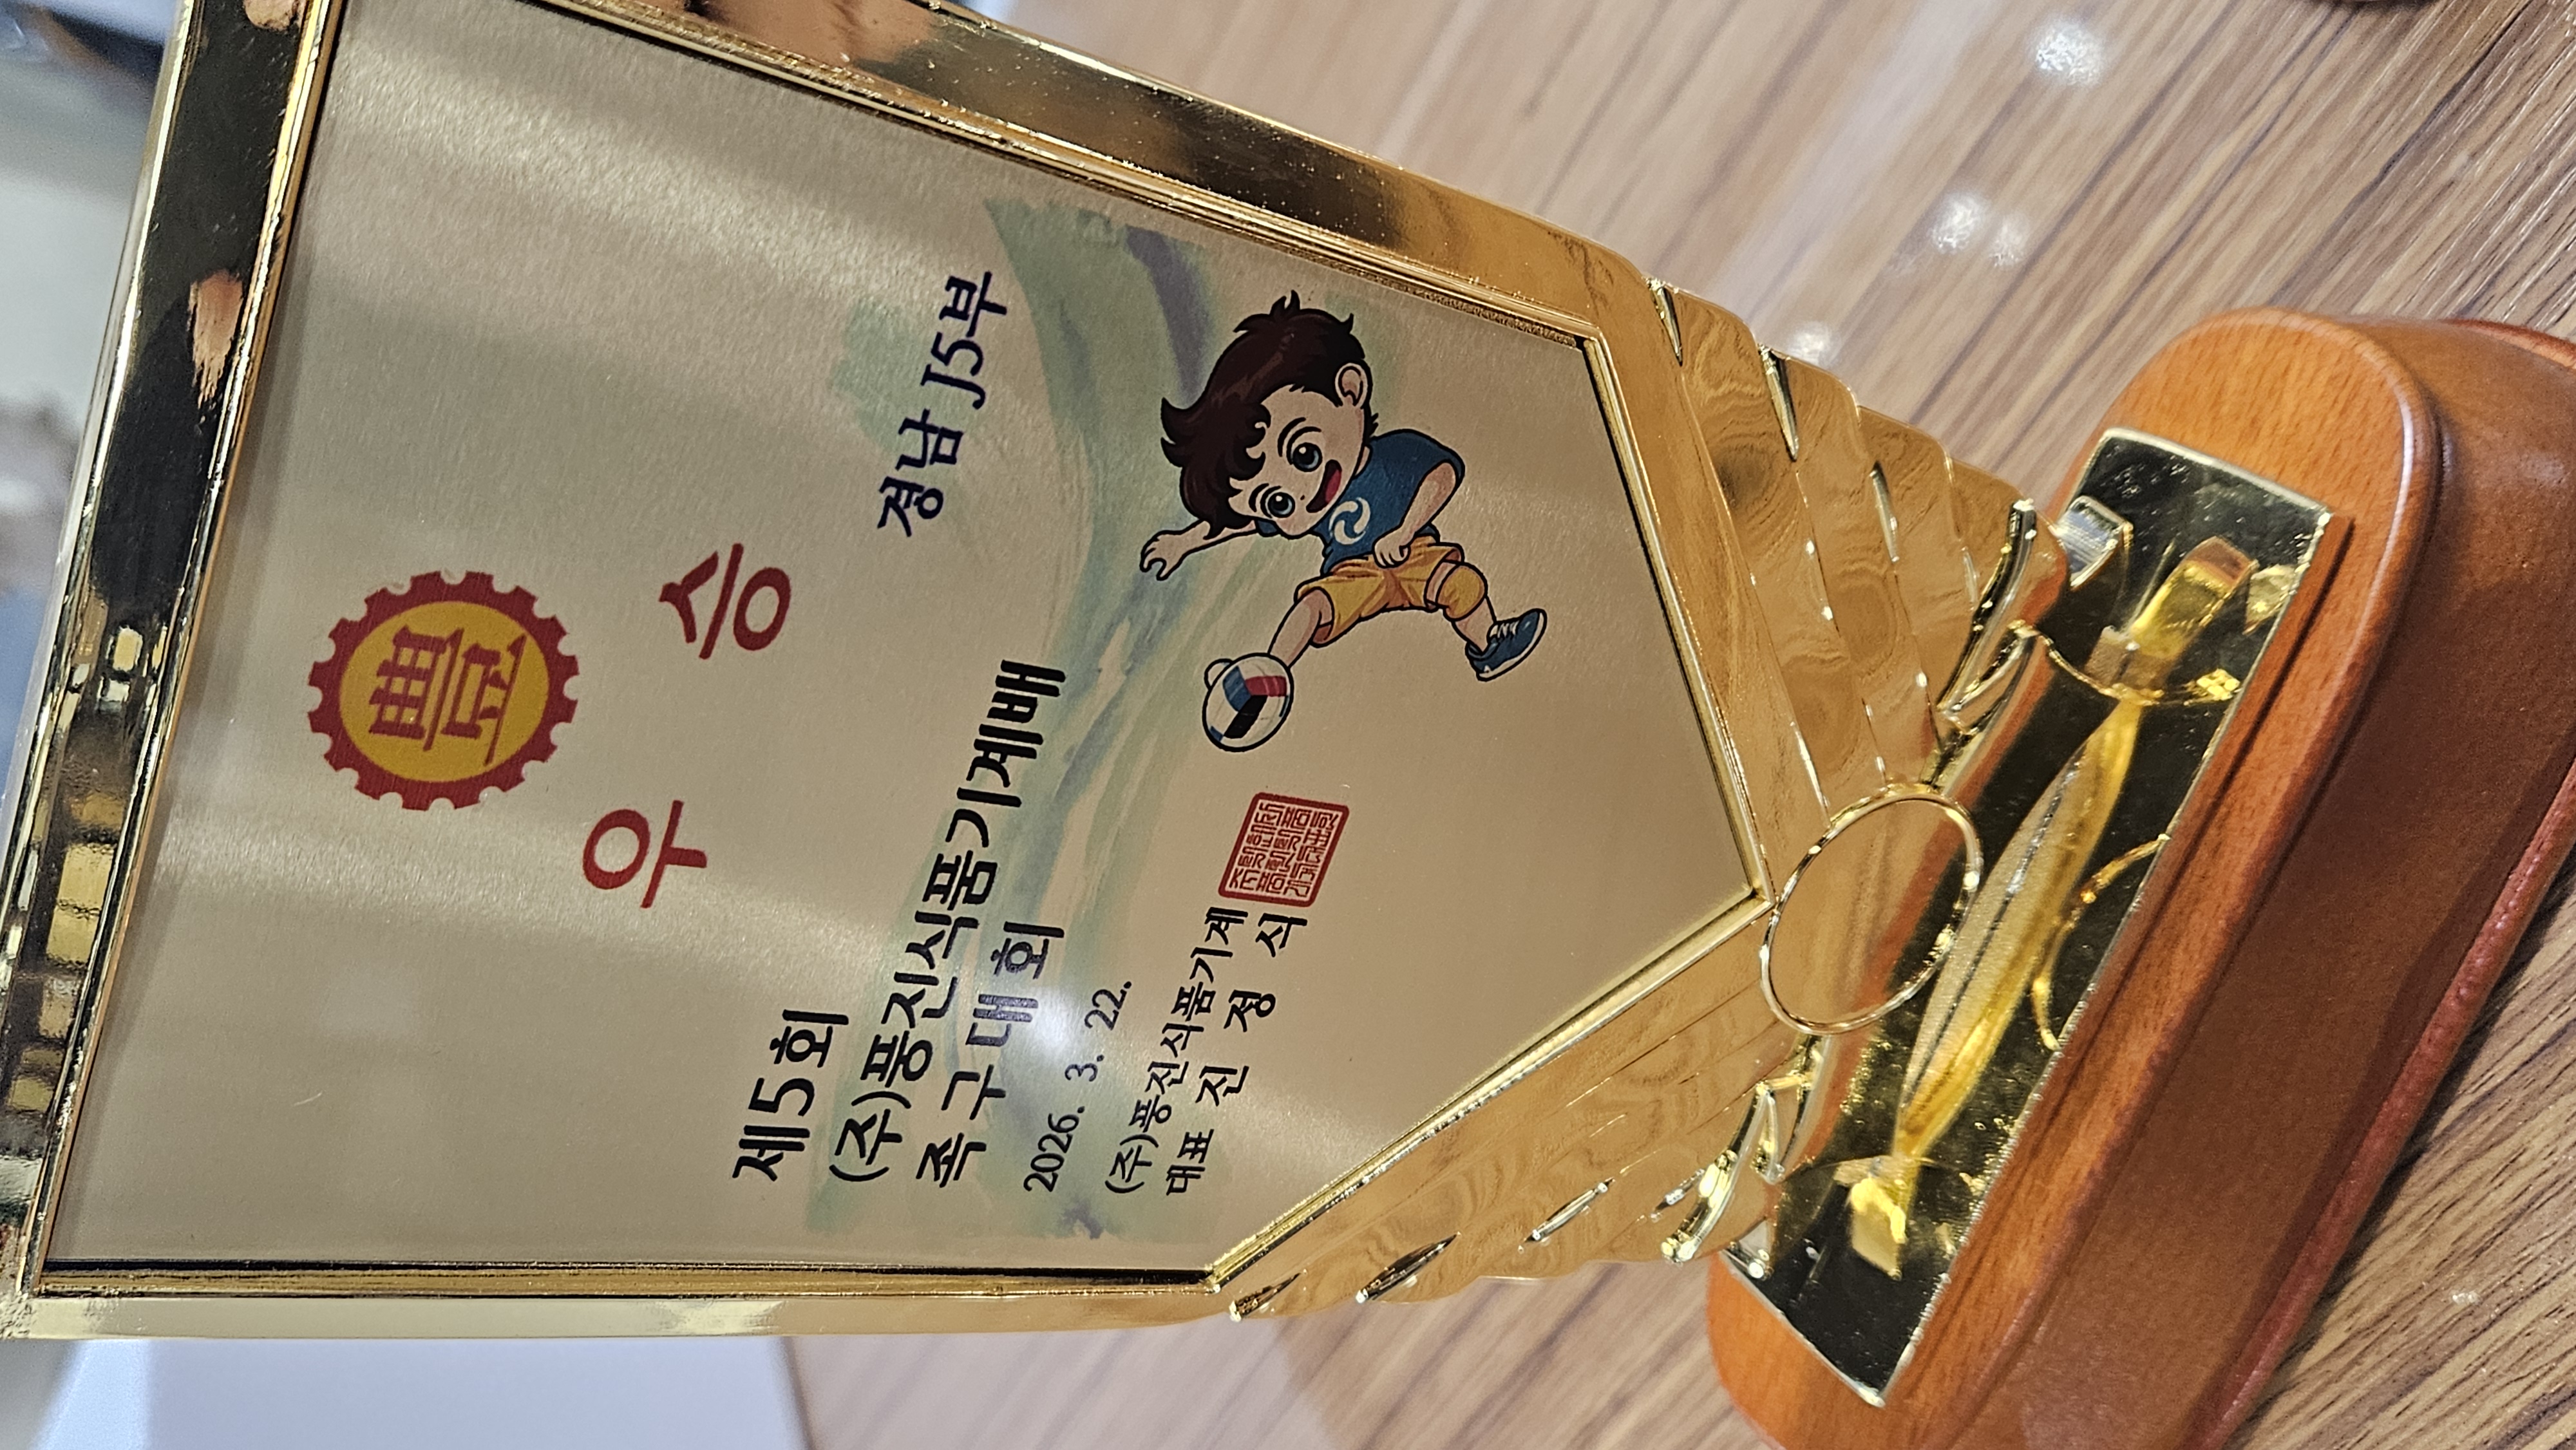 豊
우 승
경남 J5부
제5회
(주)풍진식품기계배
족구대회
2026. 3. 22.
(주)풍진식품기계
대표 진 정 식